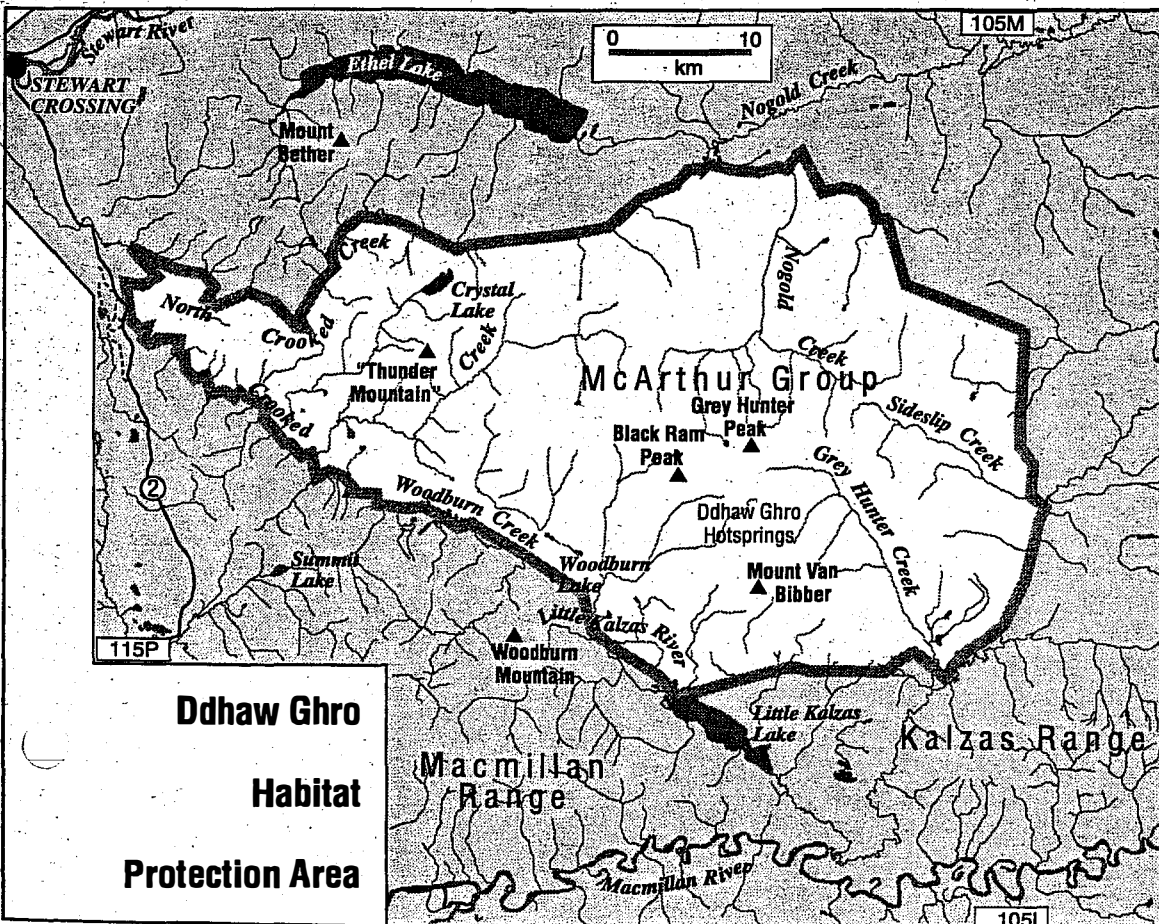 Stewart River
105M
0 10
km
STEWART
CROSSING
Ethel Lake
Nogold Creek
Mount
Bether
Creek
North
Crooked
Crystal
Lake
Creek
"Thunder
Mountain"
Nogold
Creek
McArthur Group
Grey Hunter
Peak
Black Ram
Peak
Sideslip Creek
Crooked
2
Woodburn Creek
Grey Hunter Creek
Ddhaw Ghro
Hotsprings
Summit
Lake
Woodburn
Lake
Mount Van
Bibber
Little Kalzas River
115P
Woodburn
Mountain
Ddhaw Ghro
Habitat
Protection Area
Little Kalzas
Lake
Kalzas Range
Macmillan
Range
Macmillan River
105L